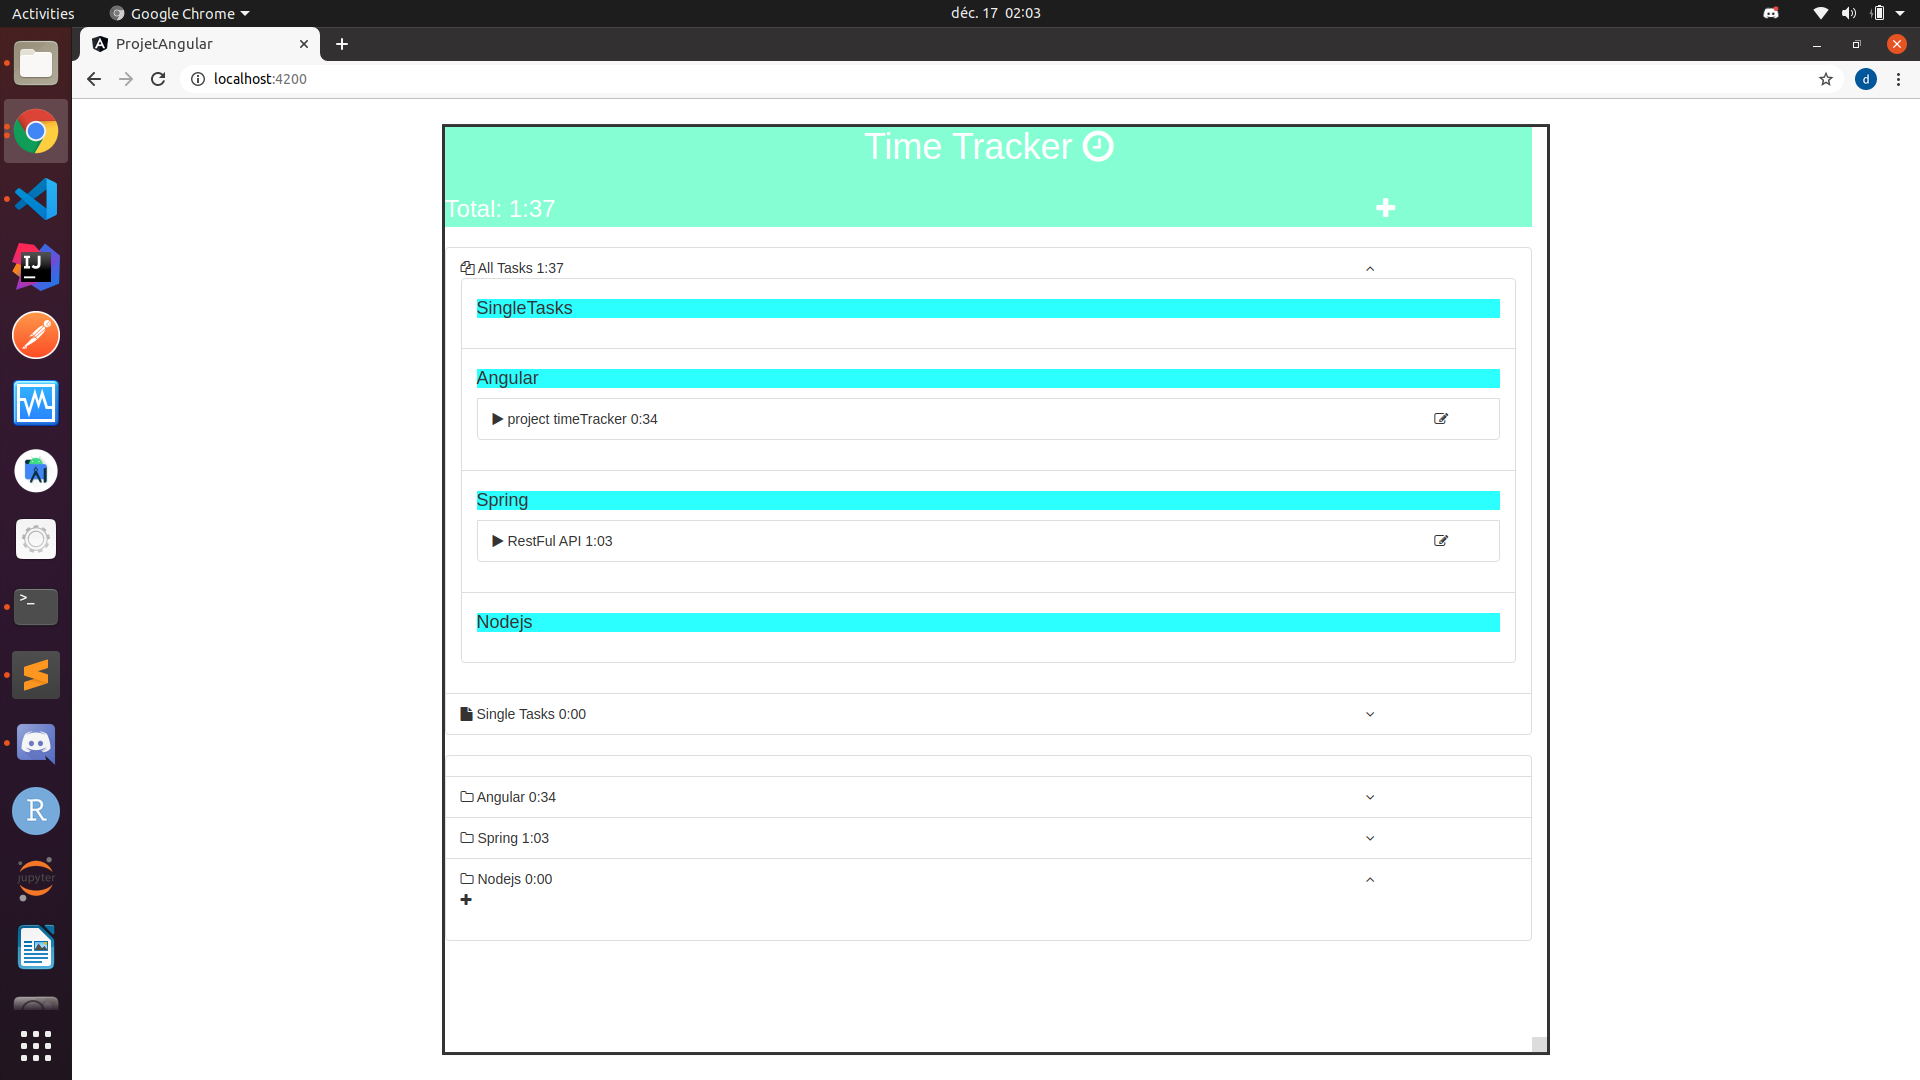 Activities
Google Chrome
déc. 17 02:03
ProjetAngular
localhost:4200
d
Time Tracker
Total: 1:37
All Tasks 1:37
SingleTasks
Angular
project timeTracker 0:34
Spring
RestFul API 1:03
Nodejs
Single Tasks 0:00
Angular 0:34
Spring 1:03
Nodejs 0:00
IJ
>_
R
jupyter